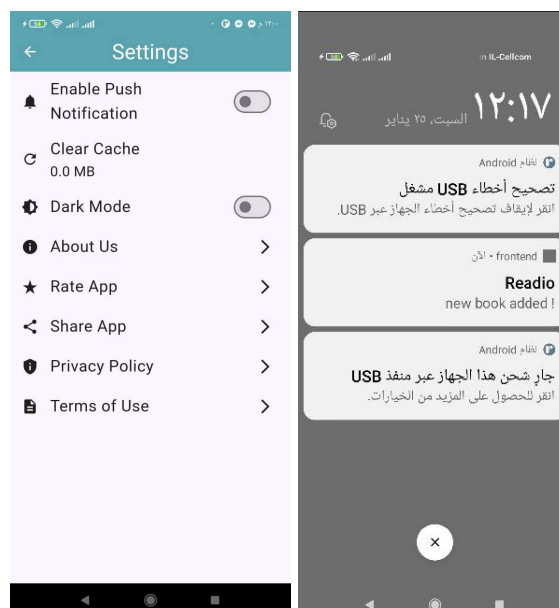 Settings
Enable Push
Notification
Clear Cache
0.0 MB
Dark Mode
About Us
Rate App
Share App
Privacy Policy
Terms of Use
IL-Cellcom
١٢:١٧
السبت، ٢٥ يناير
نظام Android
تصحيح أخطاء USB مشغل
انقر لإيقاف تصحيح أخطاء الجهاز عبر USB.
frontend • الآن
Readio
new book added !
نظام Android
جارٍ شحن هذا الجهاز عبر منفذ USB
انقر للحصول على المزيد من الخيارات.